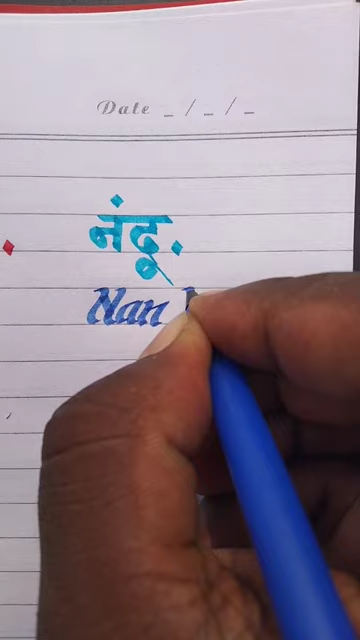 Date _ / _ / _
नंदू.
Nan